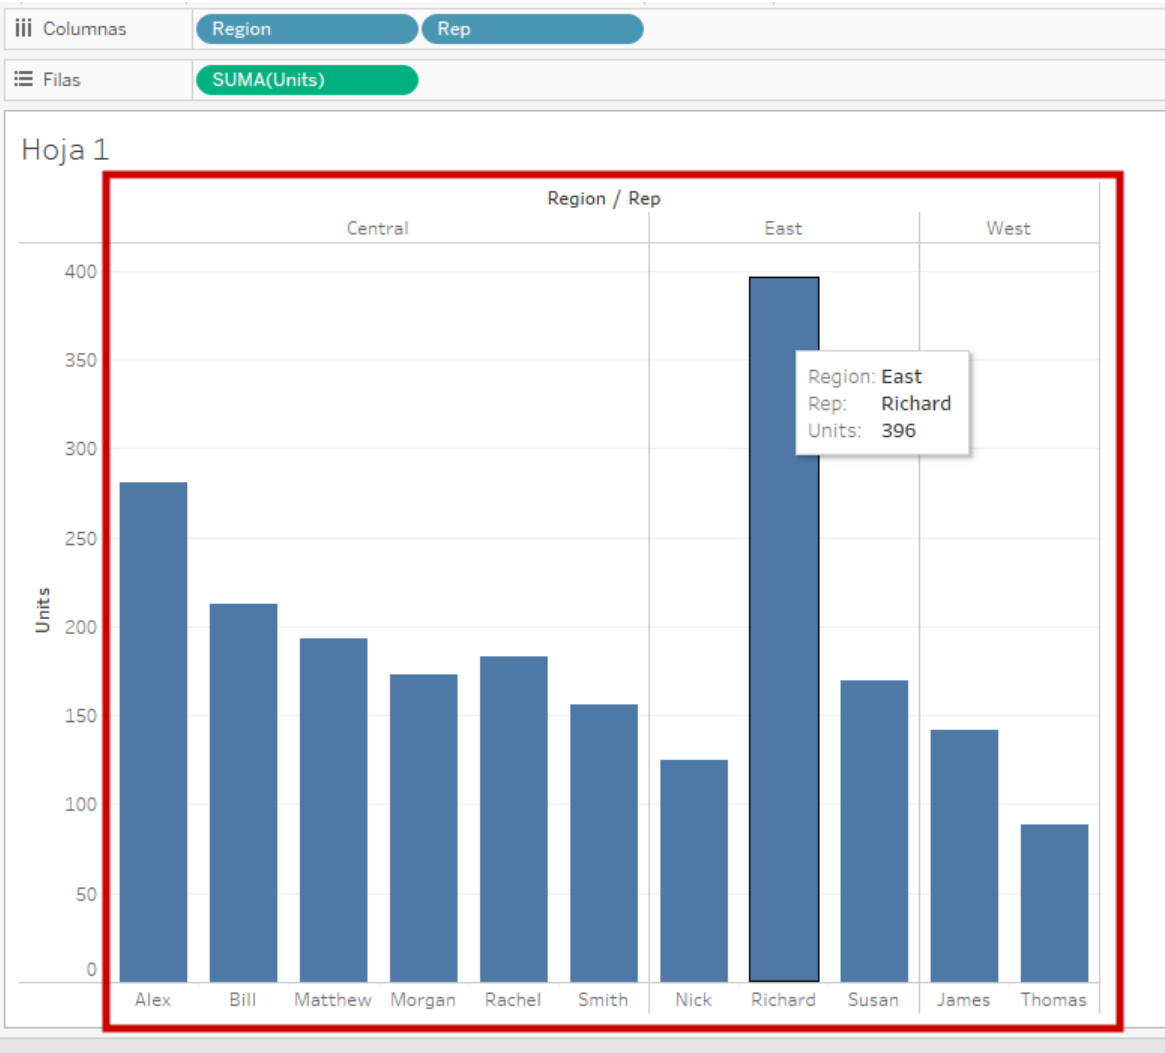 Columnas Region Rep
Filas SUMA(Units)
Hoja 1
Region / Rep
Central East West
400
350
Region: East
Rep: Richard
Units: 396
300
250
Units
200
150
100
50
0
Alex Bill Matthew Morgan Rachel Smith Nick Richard Susan James Thomas